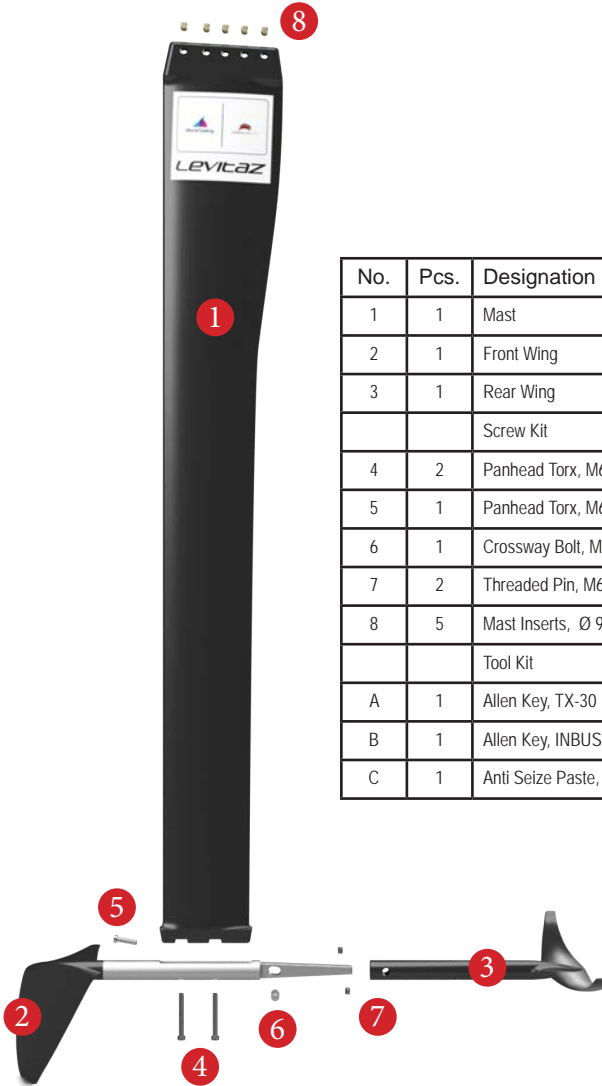 8
Levitaz
1
No. Pcs. Designation
1 1 Mast
2 1 Front Wing
3 1 Rear Wing
Screw Kit
4 2 Panhead Torx, M6
5 1 Panhead Torx, M6
6 1 Crossway Bolt, M
7 2 Threaded Pin, M6
8 5 Mast Inserts, Ø 9
Tool Kit
A 1 Allen Key, TX-30
B 1 Allen Key, INBUS
C 1 Anti Seize Paste,
5
3
2
6
7
4